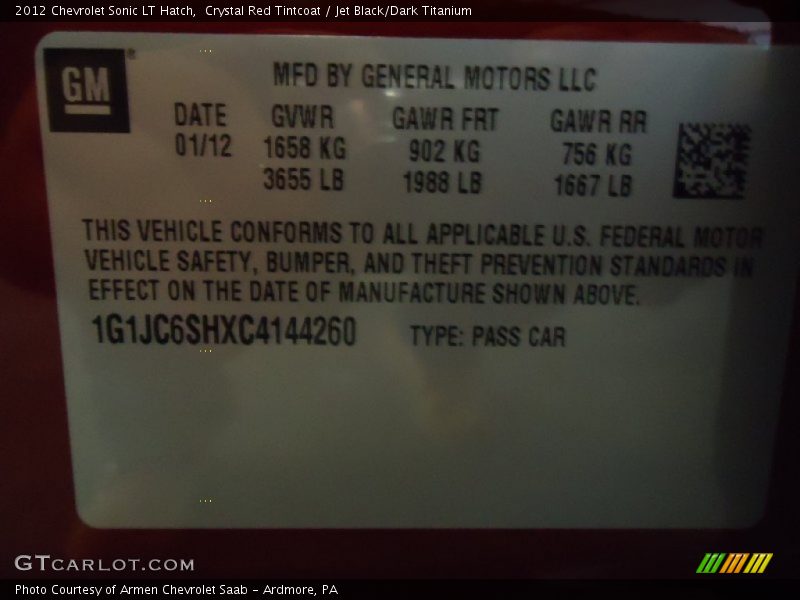 2012 Chevrolet Sonic LT Hatch,  Crystal Red Tintcoat / Jet Black/Dark Titanium
GM ®
MFD BY GENERAL MOTORS LLC
DATE GVWR GAWR FRT GAWR RR
01/12 1658 KG 902 KG 756 KG
3655 LB 1988 LB 1667 LB
THIS VEHICLE CONFORMS TO ALL APPLICABLE U.S. FEDERAL MOTOR
VEHICLE SAFETY, BUMPER, AND THEFT PREVENTION STANDARDS IN
EFFECT ON THE DATE OF MANUFACTURE SHOWN ABOVE.
1G1JC6SHXC4144260 TYPE: PASS CAR
GTCARLOT.COM
Photo Courtesy of Armen Chevrolet Saab - Ardmore, PA